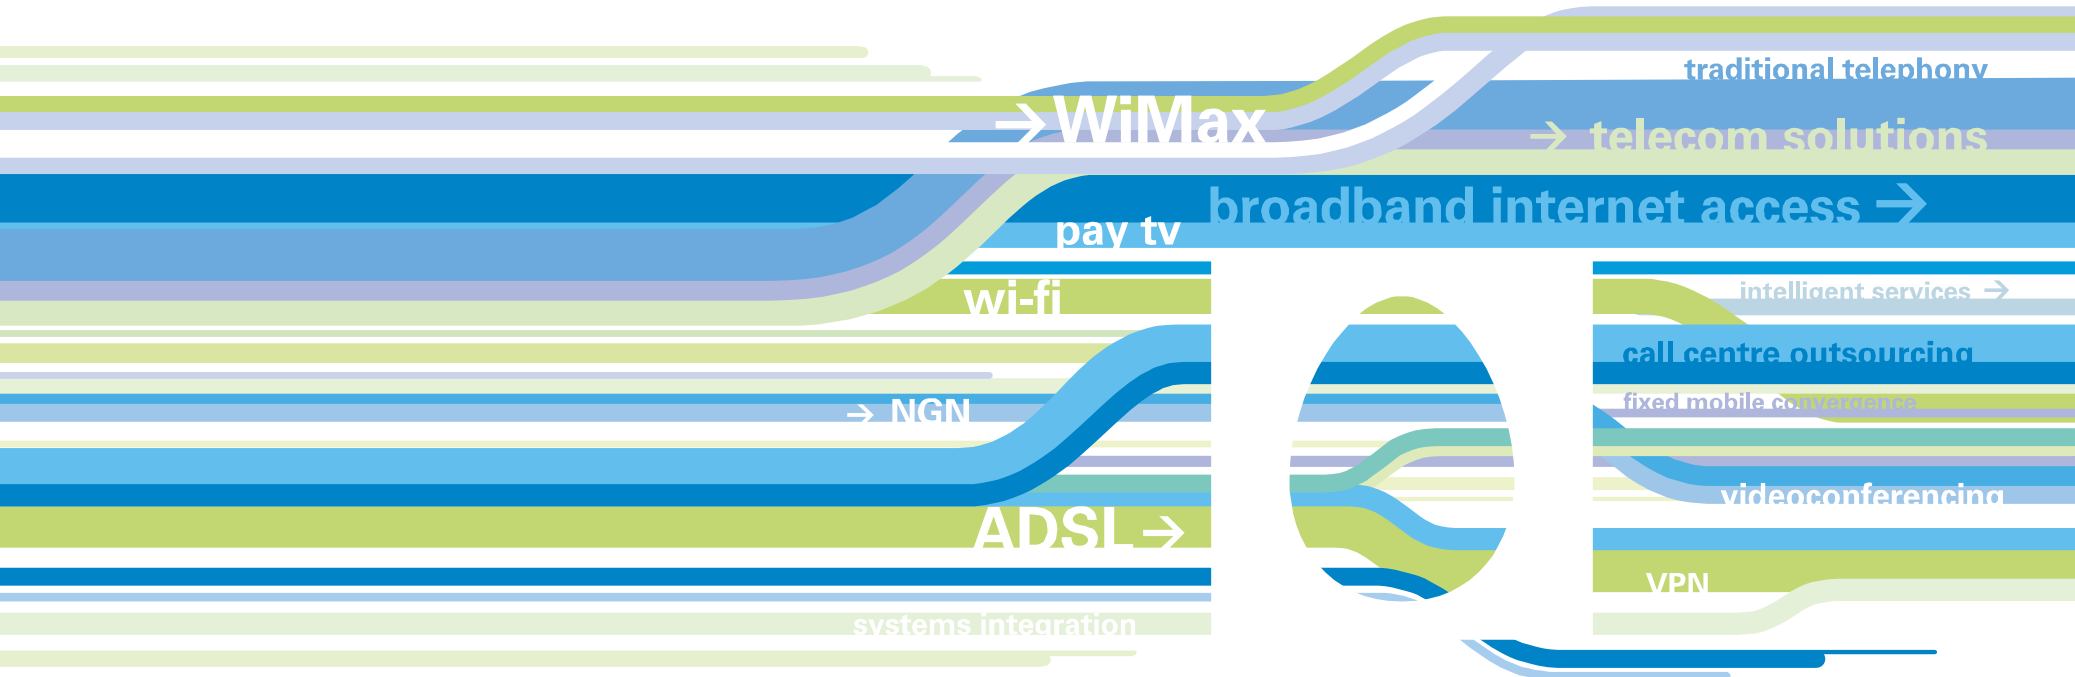 traditional telephony
→ WiMax
→ telecom solutions
broadband internet access →
pay tv
wi-fi
intelligent services →
call centre outsourcing
fixed mobile convergence
→ NGN
videoconferencing
ADSL →
VPN
systems integration